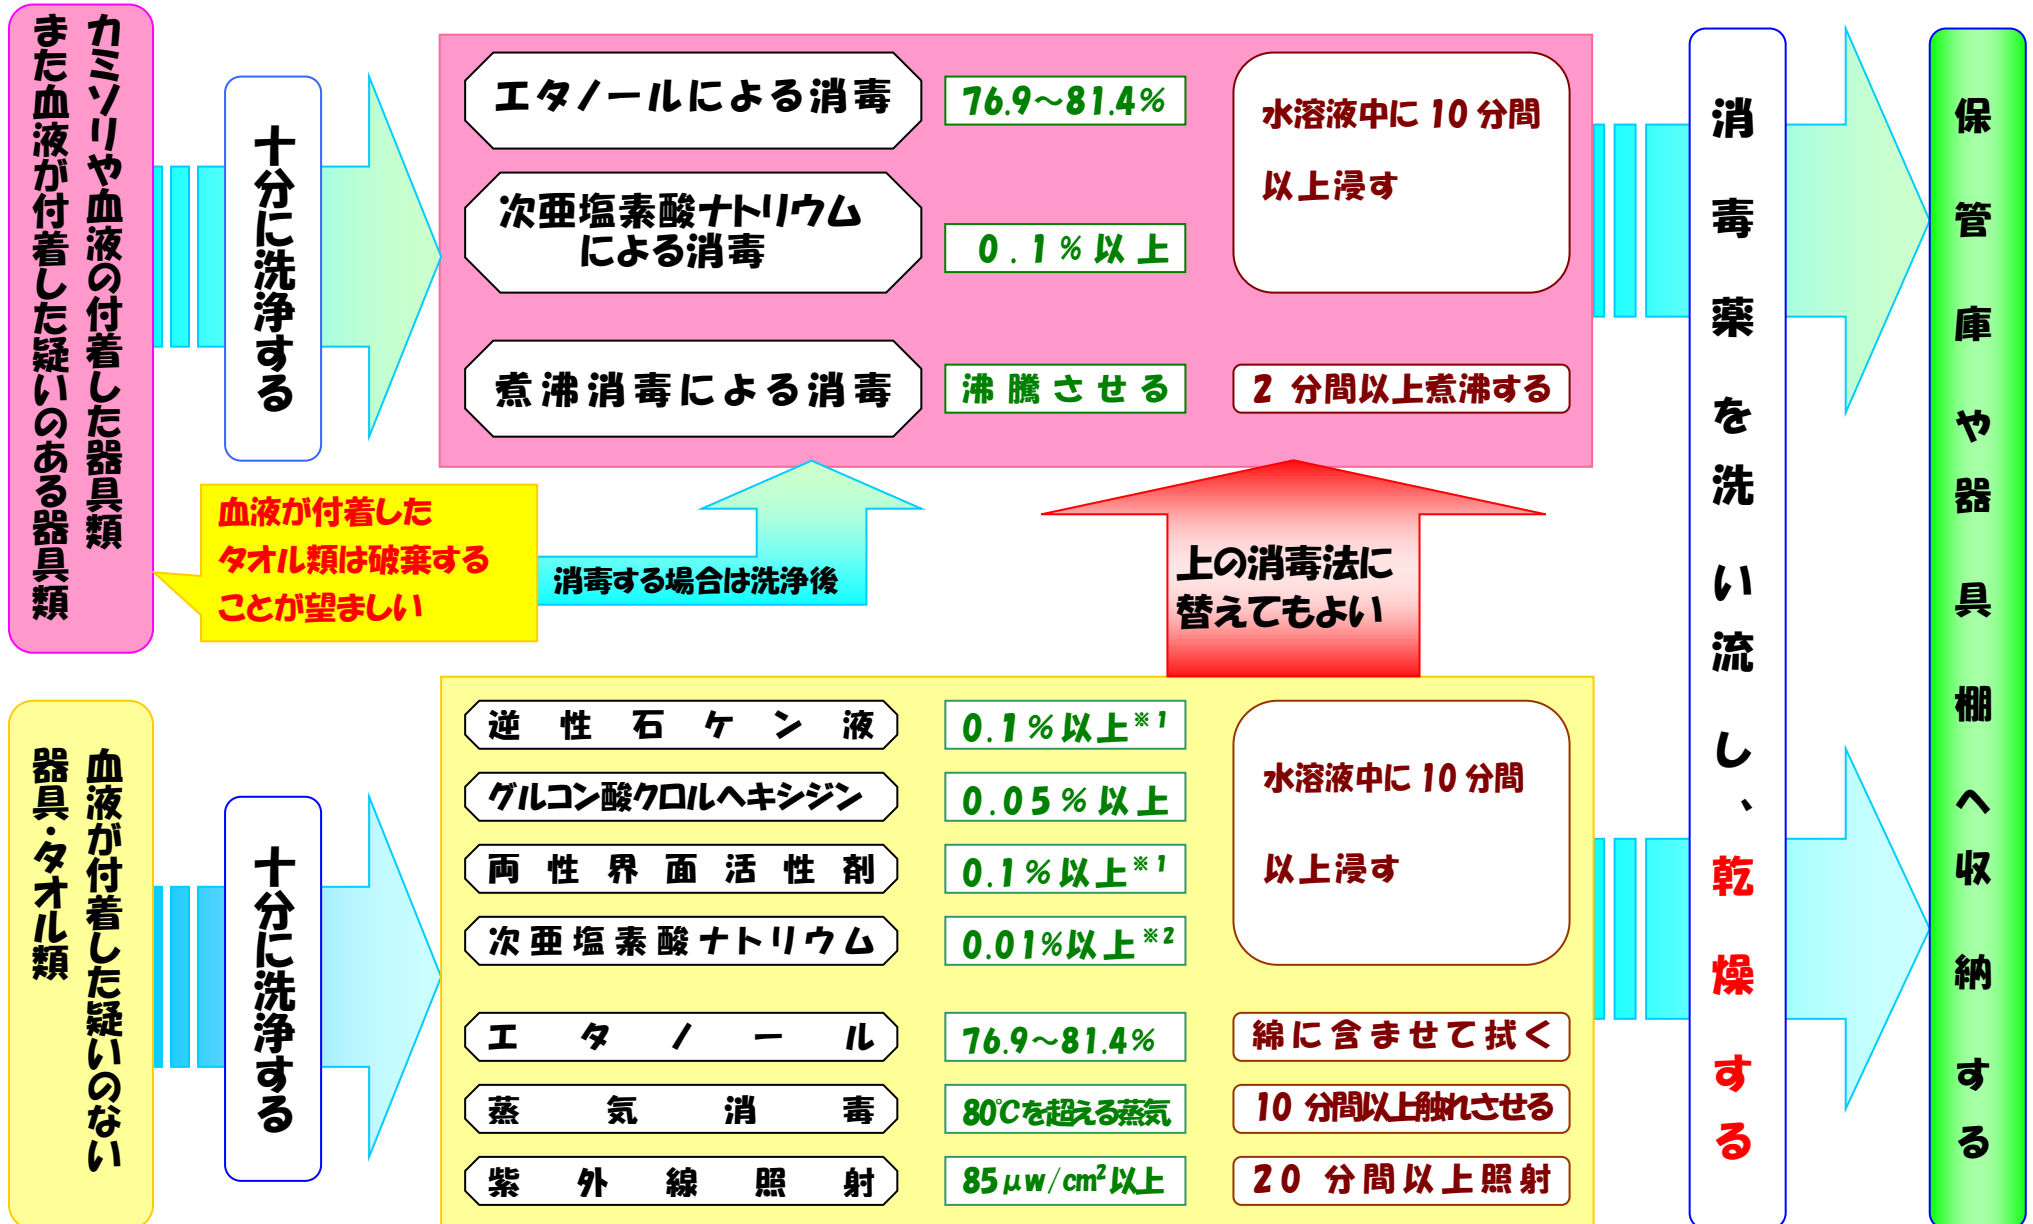 カミソリや血液の付着した器具類
また血液が付着した疑いのある器具類
十分に洗浄する
エタノールによる消毒
76.9～81.4%
次亜塩素酸ナトリウム
による消毒
0.1%以上
水溶液中に10分間
以上浸す
煮沸消毒による消毒
沸騰させる
2分間以上煮沸する
血液が付着した
タオル類は破棄する
ことが望ましい
消毒する場合は洗浄後
上の消毒法に
替えてもよい
血液が付着した疑いのない
器具・タオル類
十分に洗浄する
逆性石ケン液
0.1%以上※1
グルコン酸クロルヘキシジン
0.05%以上
両性界面活性剤
0.1%以上※1
次亜塩素酸ナトリウム
0.01%以上※2
水溶液中に10分間
以上浸す
エタノール
76.9～81.4%
綿に含ませて拭く
蒸気消毒
80℃を超える蒸気
10分間以上触れさせる
紫外線照射
85μw/cm²以上
20分間以上照射
消毒薬を洗い流し、乾燥する
保管庫や器具棚へ収納する